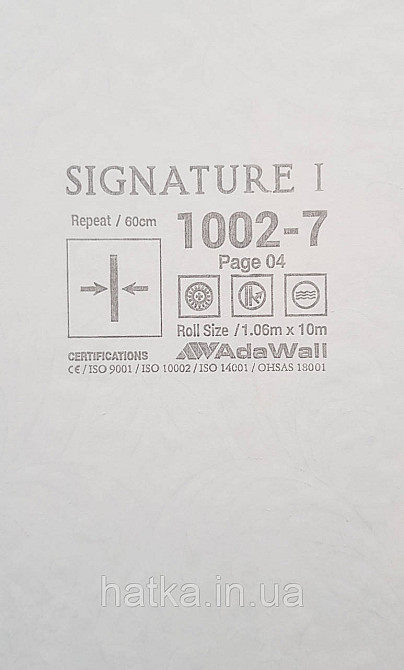 SIGNATURE I
Repeat / 60cm
1002-7
Page 04
Roll Size / 1.06m x 10m
CERTIFICATIONS
AdaWall
CE / ISO 9001 / ISO 10002 / ISO 14001 / OHSAS 18001
hatka.in.ua